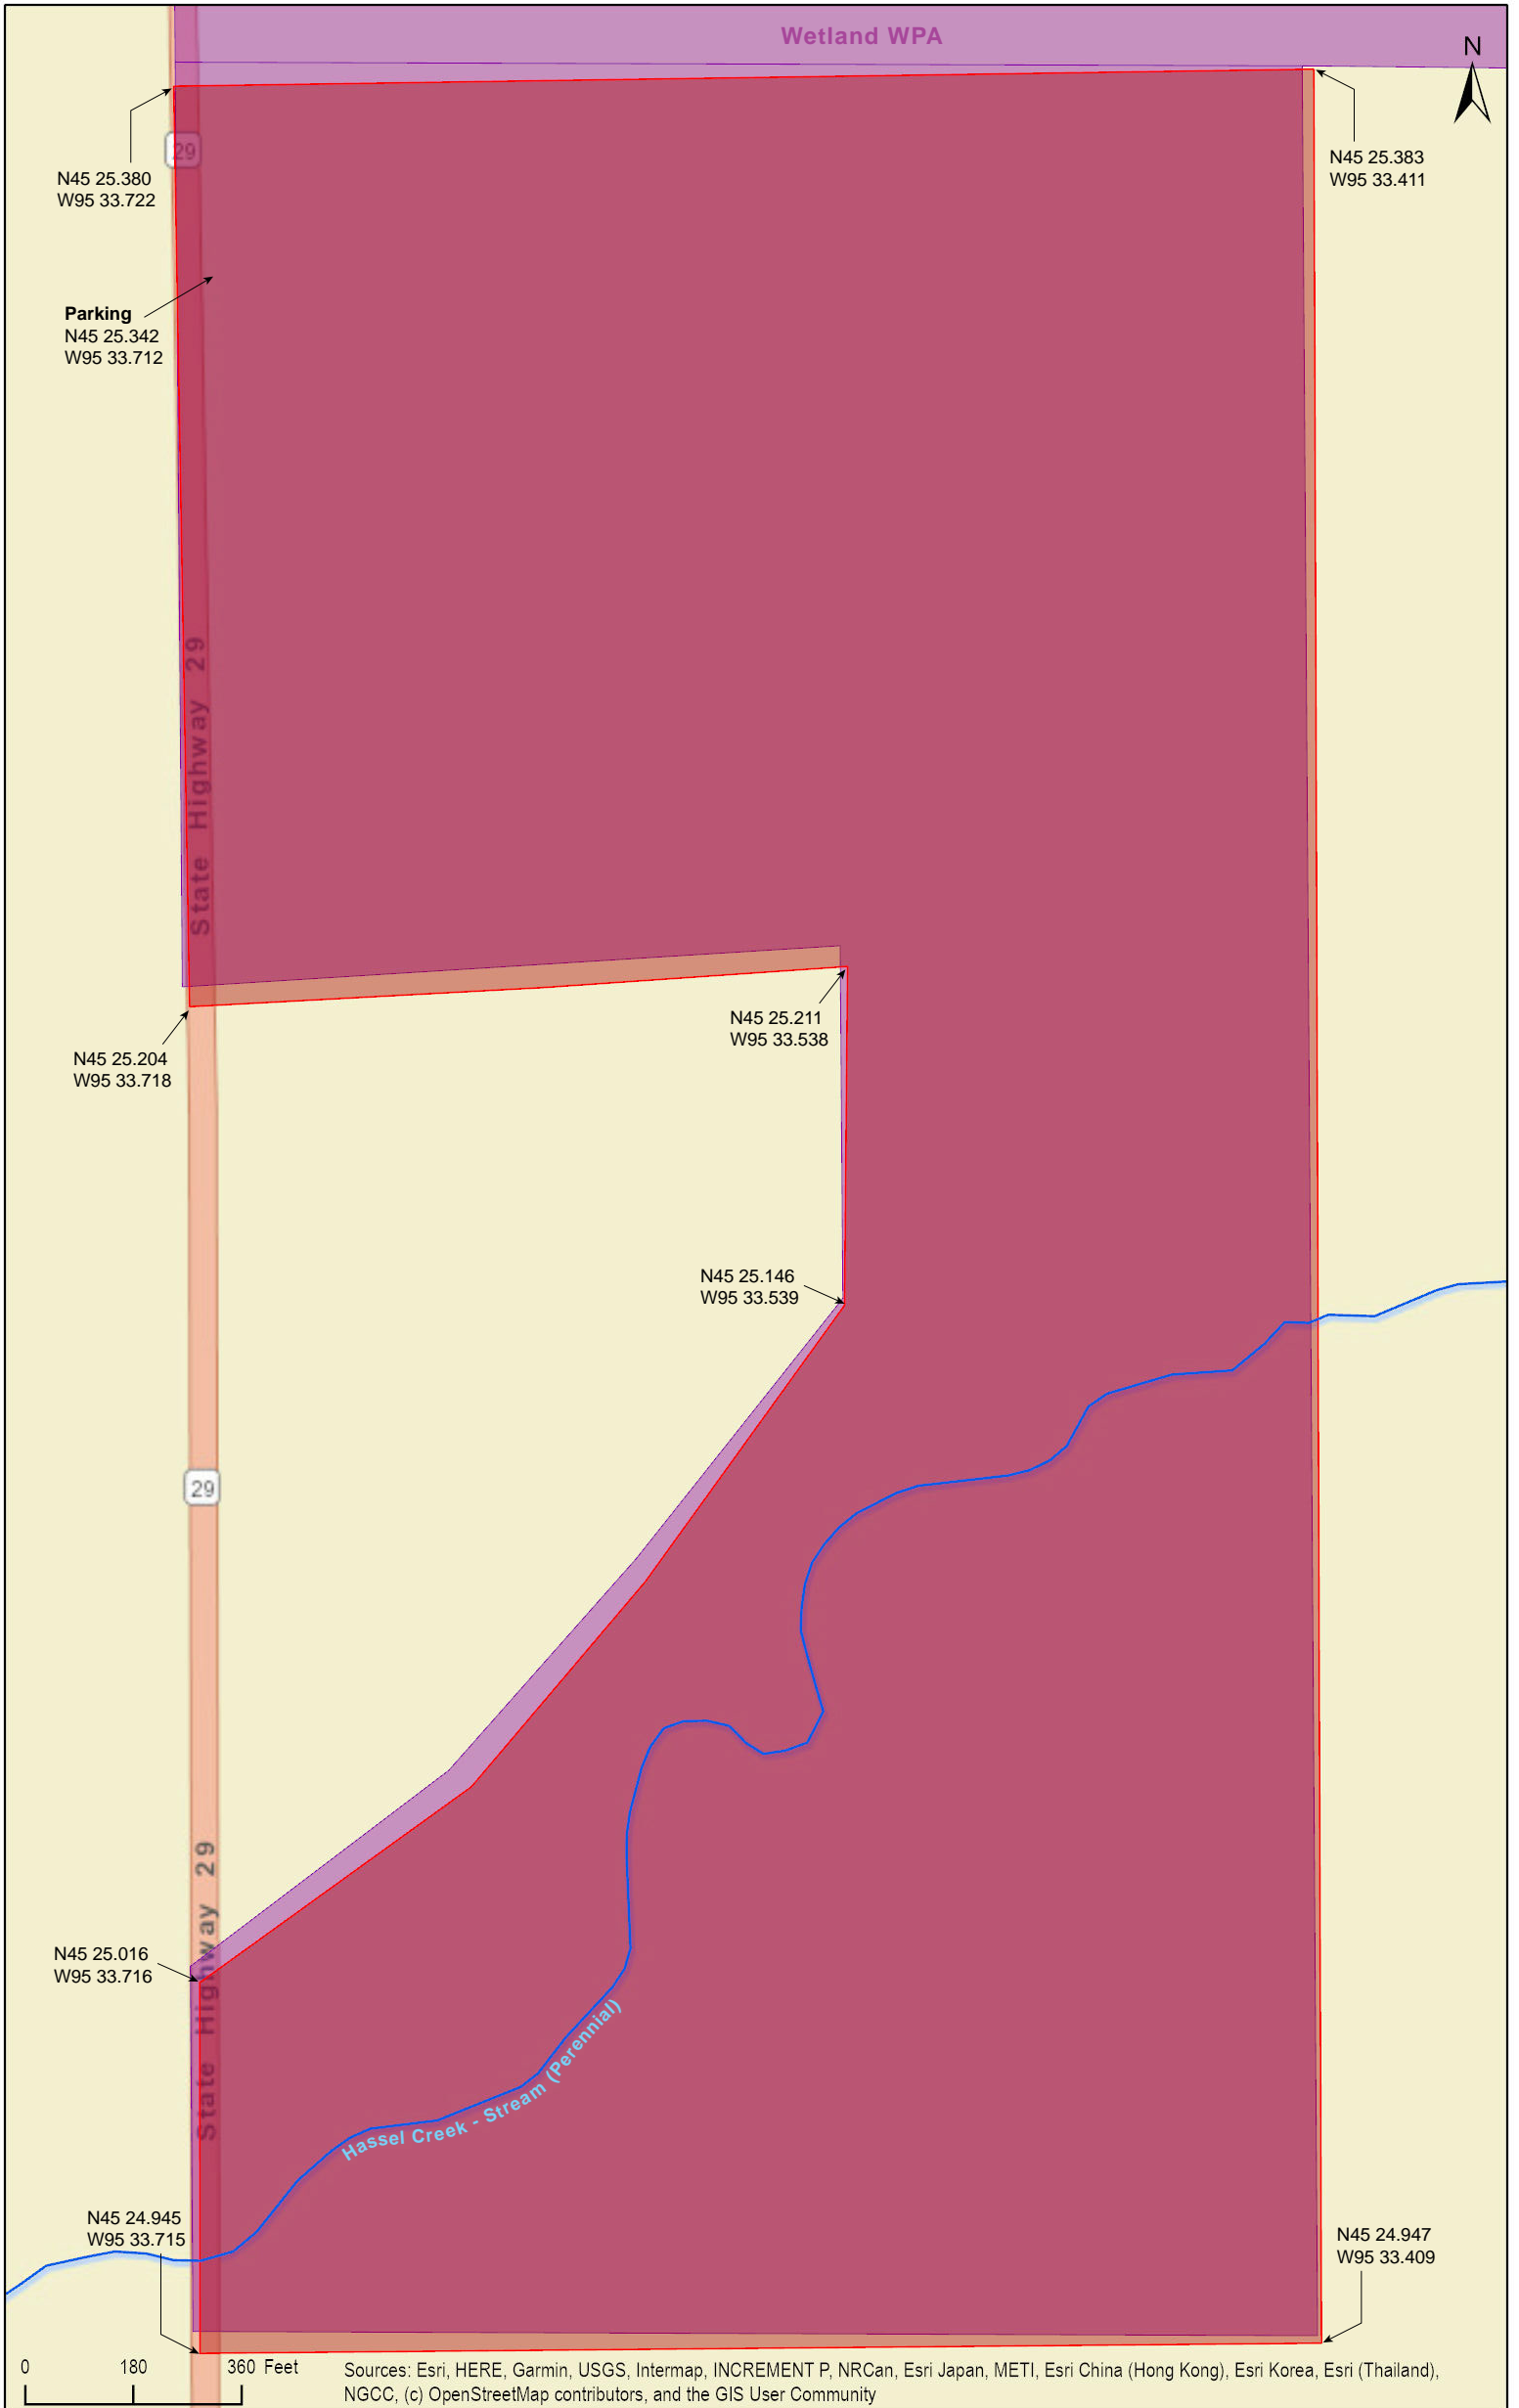 Wetland WPA
N
N45 25.380
W95 33.722
29
N45 25.383
W95 33.411
Parking
N45 25.342
W95 33.712
State Highway 29
N45 25.211
W95 33.538
N45 25.204
W95 33.718
N45 25.146
W95 33.539
29
State Highway 29
N45 25.016
W95 33.716
Hassel Creek - Stream (Perennial)
N45 24.945
W95 33.715
N45 24.947
W95 33.409
0 180 360 Feet
Sources: Esri, HERE, Garmin, USGS, Intermap, INCREMENT P, NRCan, Esri Japan, METI, Esri China (Hong Kong), Esri Korea, Esri (Thailand),
NGCC, (c) OpenStreetMap contributors, and the GIS User Community